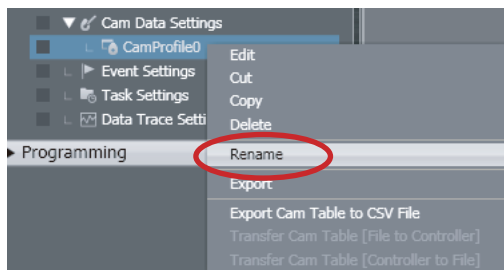 Cam Data Settings
CamProfile0
Event Settings
Task Settings
Data Trace Setti
Programming
Edit
Cut
Copy
Delete
Rename
Export
Export Cam Table to CSV File
Transfer Cam Table [File to Controller]
Transfer Cam Table [Controller to File]